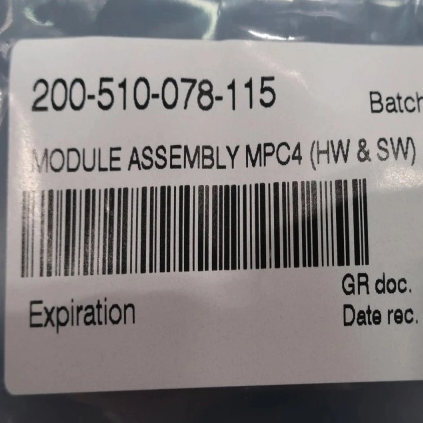 200-510-078-115
Batch
MODULE ASSEMBLY MPC4 (HW & SW)
GR doc.
Expiration
Date rec.